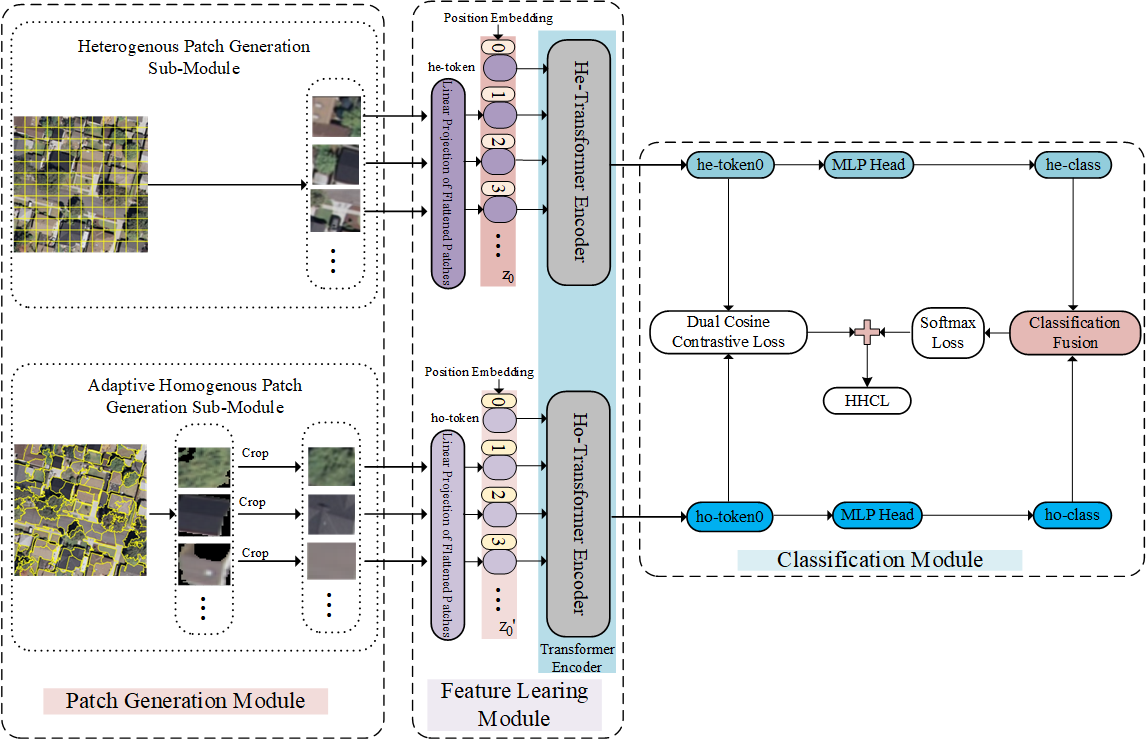 Heterogenous Patch Generation
Sub-Module
Adaptive Homogenous Patch
Generation Sub-Module
Crop
Crop
Crop
Patch Generation Module
Position Embedding
he-token
Linear Projection of Flattened Patches
0
1
2
3
z0
He-Transformer Encoder
Position Embedding
ho-token
Linear Projection of Flattened Patches
0
1
2
3
z0'
Ho-Transformer Encoder
Transformer
Encoder
Feature Learing
Module
he-token0
MLP Head
he-class
Dual Cosine
Contrastive Loss
Softmax
Loss
Classification
Fusion
HHCL
ho-token0
MLP Head
ho-class
Classification Module